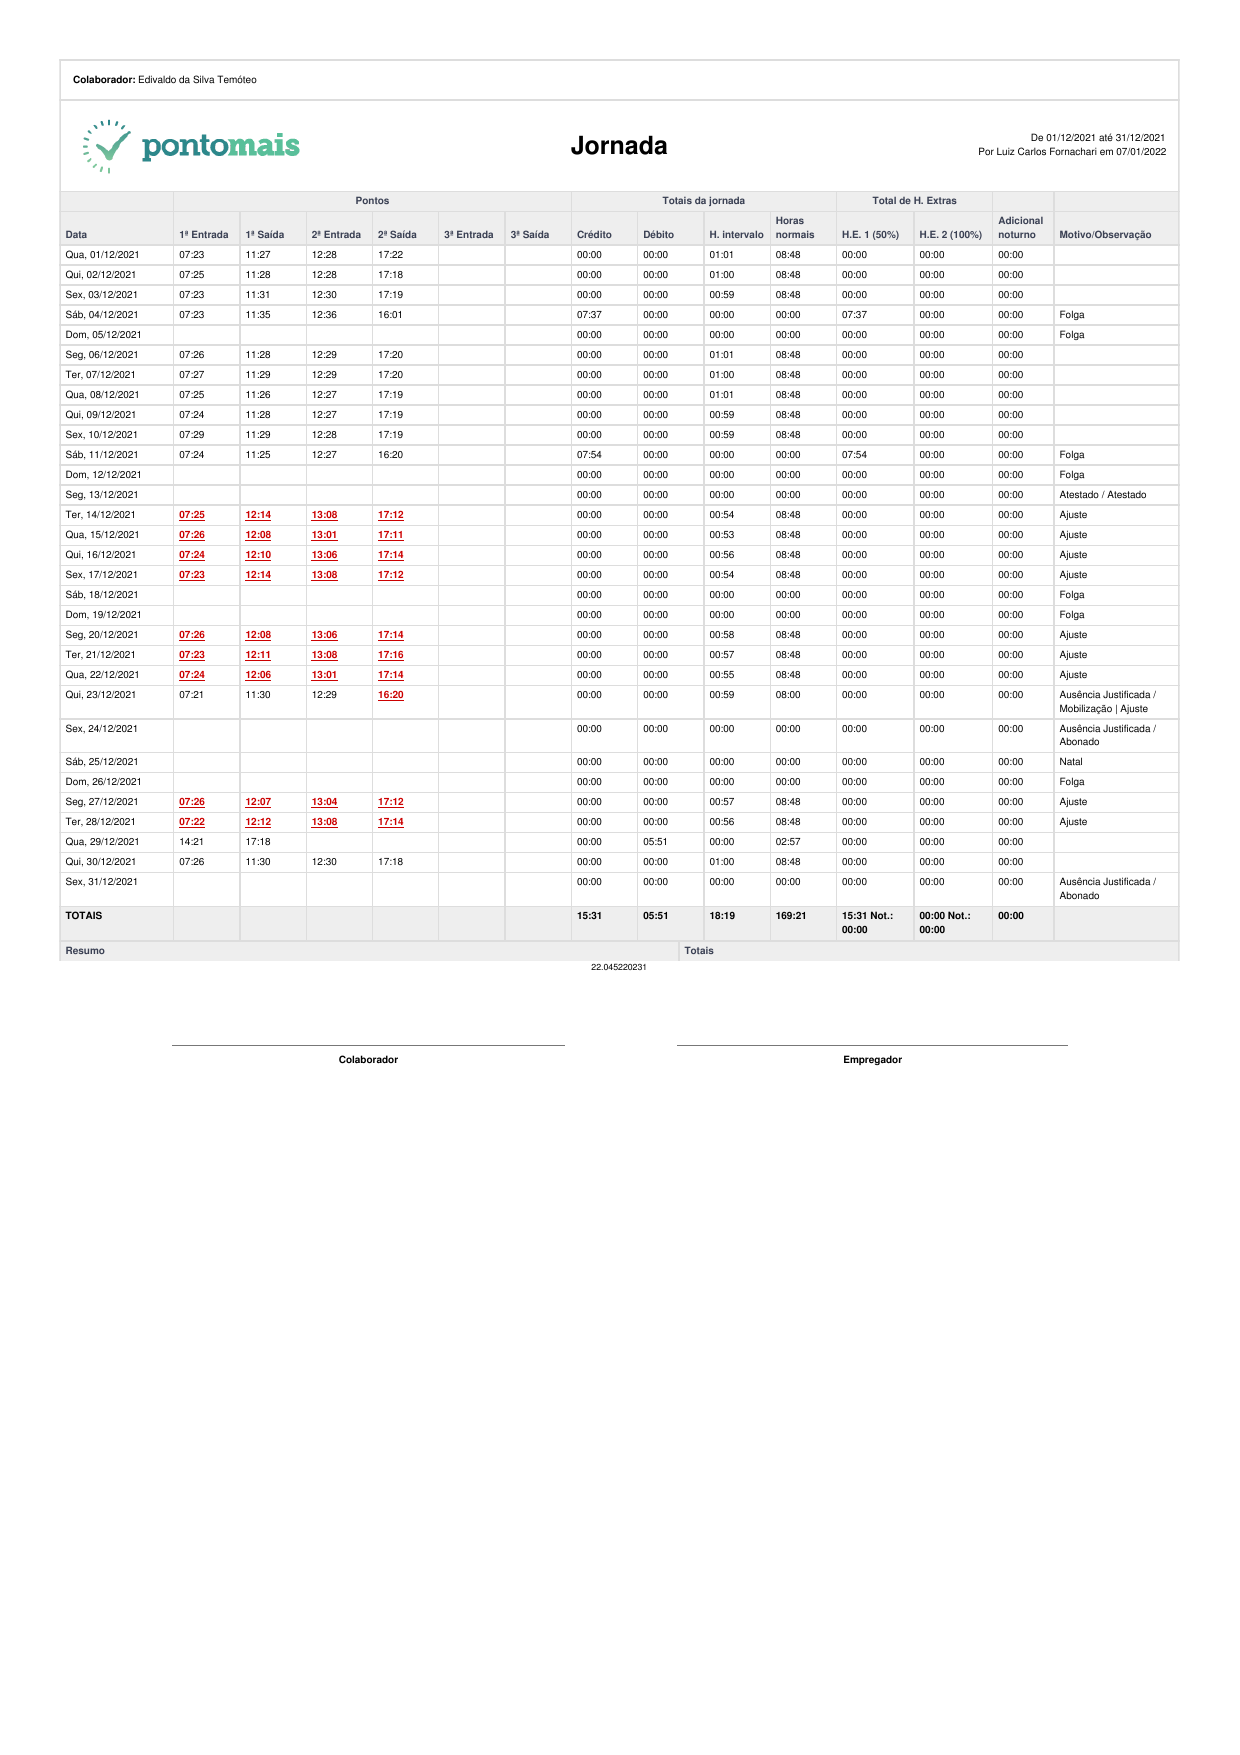 Colaborador: Edivaldo da Silva Temóteo
pontomais
Jornada
De 01/12/2021 até 31/12/2021
Por Luiz Carlos Fornachari em 07/01/2022
Pontos Totais da jornada Total de H. Extras
Data 1ª Entrada 1ª Saída 2ª Entrada 2ª Saída 3ª Entrada 3ª Saída Crédito Débito H. intervalo Horas normais H.E. 1 (50%) H.E. 2 (100%) Adicional noturno Motivo/Observação
Qua, 01/12/2021 07:23 11:27 12:28 17:22 00:00 00:00 01:01 08:48 00:00 00:00 00:00
Qui, 02/12/2021 07:25 11:28 12:28 17:18 00:00 00:00 01:00 08:48 00:00 00:00 00:00
Sex, 03/12/2021 07:23 11:31 12:30 17:19 00:00 00:00 00:59 08:48 00:00 00:00 00:00
Sáb, 04/12/2021 07:23 11:35 12:36 16:01 07:37 00:00 00:00 00:00 07:37 00:00 00:00 Folga
Dom, 05/12/2021 00:00 00:00 00:00 00:00 00:00 00:00 00:00 Folga
Seg, 06/12/2021 07:26 11:28 12:29 17:20 00:00 00:00 01:01 08:48 00:00 00:00 00:00
Ter, 07/12/2021 07:27 11:29 12:29 17:20 00:00 00:00 01:00 08:48 00:00 00:00 00:00
Qua, 08/12/2021 07:25 11:26 12:27 17:19 00:00 00:00 01:01 08:48 00:00 00:00 00:00
Qui, 09/12/2021 07:24 11:28 12:27 17:19 00:00 00:00 00:59 08:48 00:00 00:00 00:00
Sex, 10/12/2021 07:29 11:29 12:28 17:19 00:00 00:00 00:59 08:48 00:00 00:00 00:00
Sáb, 11/12/2021 07:24 11:25 12:27 16:20 07:54 00:00 00:00 00:00 07:54 00:00 00:00 Folga
Dom, 12/12/2021 00:00 00:00 00:00 00:00 00:00 00:00 00:00 Folga
Seg, 13/12/2021 00:00 00:00 00:00 00:00 00:00 00:00 00:00 Atestado / Atestado
Ter, 14/12/2021 07:25 12:14 13:08 17:12 00:00 00:00 00:54 08:48 00:00 00:00 00:00 Ajuste
Qua, 15/12/2021 07:26 12:08 13:01 17:11 00:00 00:00 00:53 08:48 00:00 00:00 00:00 Ajuste
Qui, 16/12/2021 07:24 12:10 13:06 17:14 00:00 00:00 00:56 08:48 00:00 00:00 00:00 Ajuste
Sex, 17/12/2021 07:23 12:14 13:08 17:12 00:00 00:00 00:54 08:48 00:00 00:00 00:00 Ajuste
Sáb, 18/12/2021 00:00 00:00 00:00 00:00 00:00 00:00 00:00 Folga
Dom, 19/12/2021 00:00 00:00 00:00 00:00 00:00 00:00 00:00 Folga
Seg, 20/12/2021 07:26 12:08 13:06 17:14 00:00 00:00 00:58 08:48 00:00 00:00 00:00 Ajuste
Ter, 21/12/2021 07:23 12:11 13:08 17:16 00:00 00:00 00:57 08:48 00:00 00:00 00:00 Ajuste
Qua, 22/12/2021 07:24 12:06 13:01 17:14 00:00 00:00 00:55 08:48 00:00 00:00 00:00 Ajuste
Qui, 23/12/2021 07:21 11:30 12:29 16:20 00:00 00:00 00:59 08:00 00:00 00:00 00:00 Ausência Justificada /
Mobilização | Ajuste
Sex, 24/12/2021 00:00 00:00 00:00 00:00 00:00 00:00 00:00 Ausência Justificada /
Abonado
Sáb, 25/12/2021 00:00 00:00 00:00 00:00 00:00 00:00 00:00 Natal
Dom, 26/12/2021 00:00 00:00 00:00 00:00 00:00 00:00 00:00 Folga
Seg, 27/12/2021 07:26 12:07 13:04 17:12 00:00 00:00 00:57 08:48 00:00 00:00 00:00 Ajuste
Ter, 28/12/2021 07:22 12:12 13:08 17:14 00:00 00:00 00:56 08:48 00:00 00:00 00:00 Ajuste
Qua, 29/12/2021 14:21 17:18 00:00 05:51 00:00 02:57 00:00 00:00 00:00
Qui, 30/12/2021 07:26 11:30 12:30 17:18 00:00 00:00 01:00 08:48 00:00 00:00 00:00
Sex, 31/12/2021 00:00 00:00 00:00 00:00 00:00 00:00 00:00 Ausência Justificada /
Abonado
TOTAIS 15:31 05:51 18:19 169:21 15:31 Not.: 00:00 Not.: 00:00
00:00 00:00
Resumo Totais
22.045220231
Colaborador Empregador